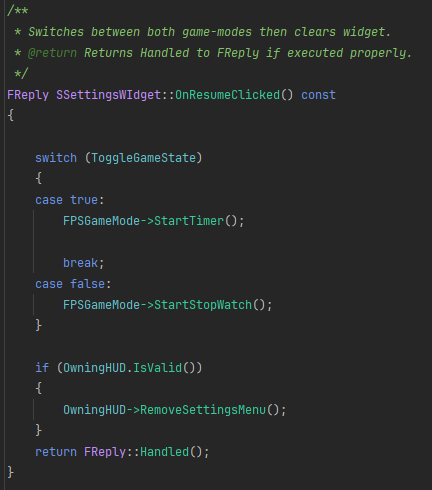 /**
 * Switches between both game-modes then clears widget.
 * @return Returns Handled to FReply if executed properly.
 */
FReply SSettingsWIdget::OnResumeClicked() const
{
    switch (ToggleGameState)
    {
    case true:
        FPSGameMode->StartTimer();
        break;
    case false:
        FPSGameMode->StartStopWatch();
    }
    if (OwningHUD.IsValid())
    {
        OwningHUD->RemoveSettingsMenu();
    }
    return FReply::Handled();
}